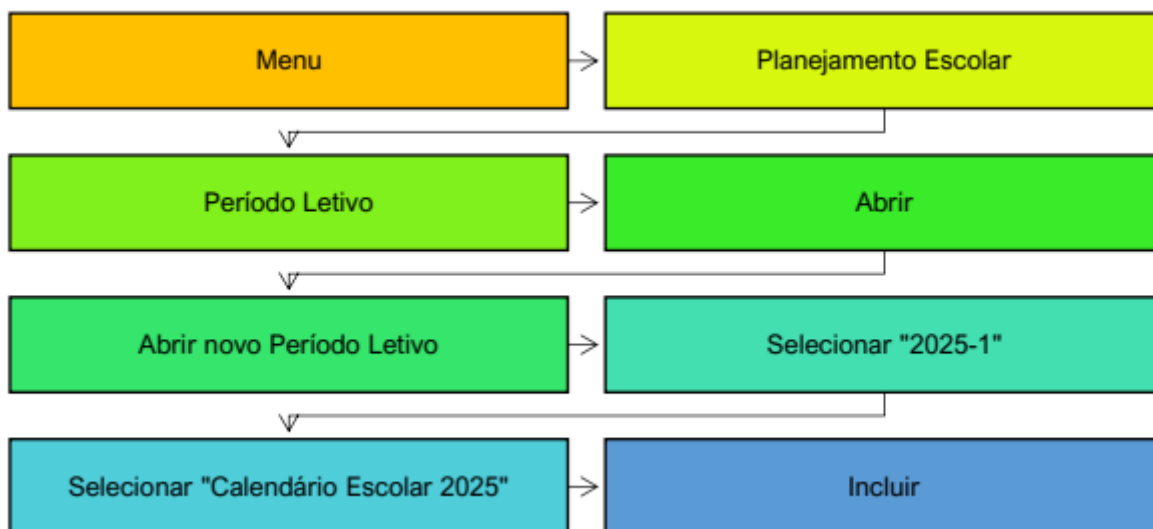 Menu
Planejamento Escolar
Período Letivo
Abrir
Abrir novo Período Letivo
Selecionar "2025-1"
Selecionar "Calendário Escolar 2025"
Incluir